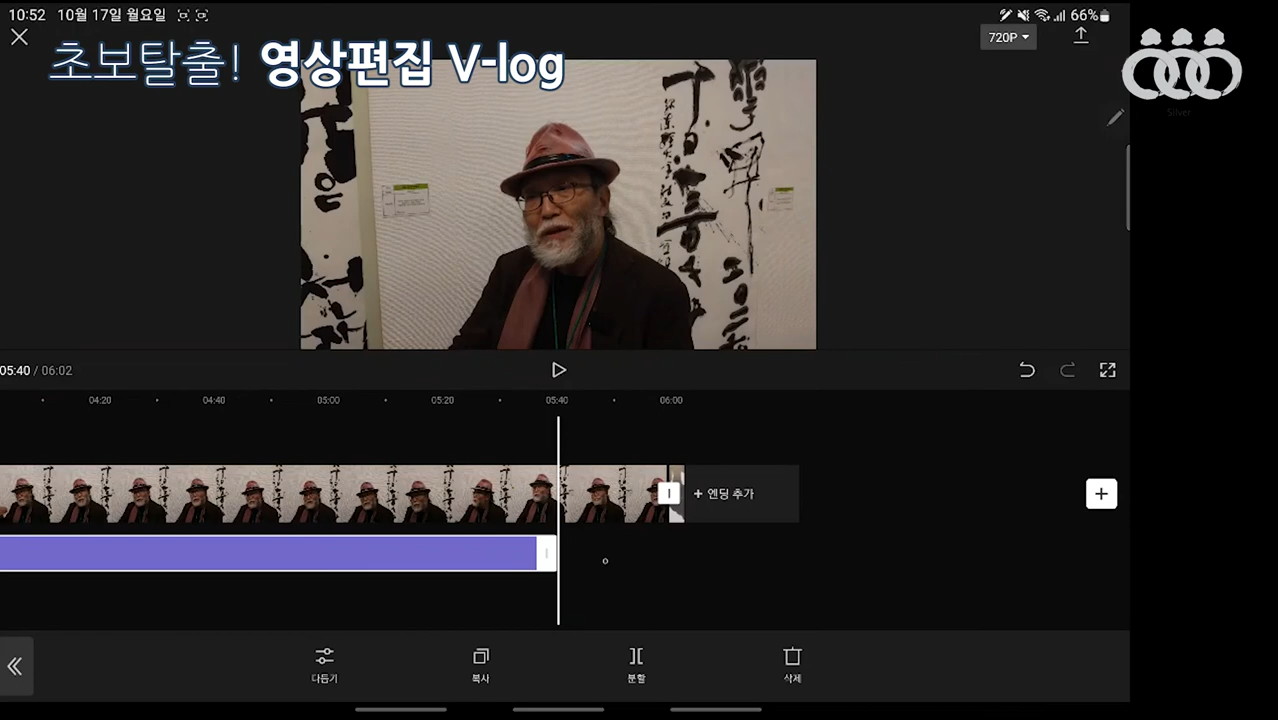 10:52 10월 17일 월요일 66%
720P
초보탈출! 영상편집 V-log
Silver
05:40 / 06:02
04:20 04:40 05:00 05:20 05:40 06:00
+ 엔딩 추가
다듬기 복사 분할 삭제